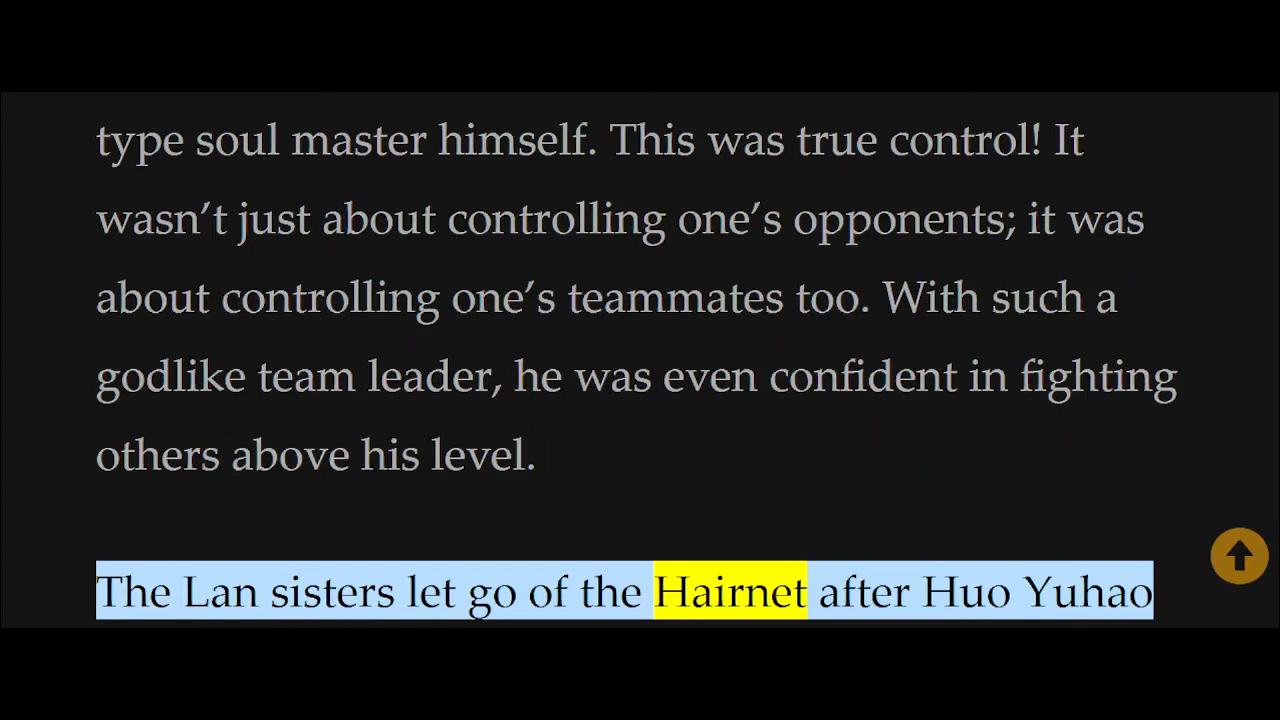 type soul master himself. This was true control! It
wasn’t just about controlling one’s opponents; it was
about controlling one’s teammates too. With such a
godlike team leader, he was even confident in fighting
others above his level.
The Lan sisters let go of the Hairnet after Huo Yuhao